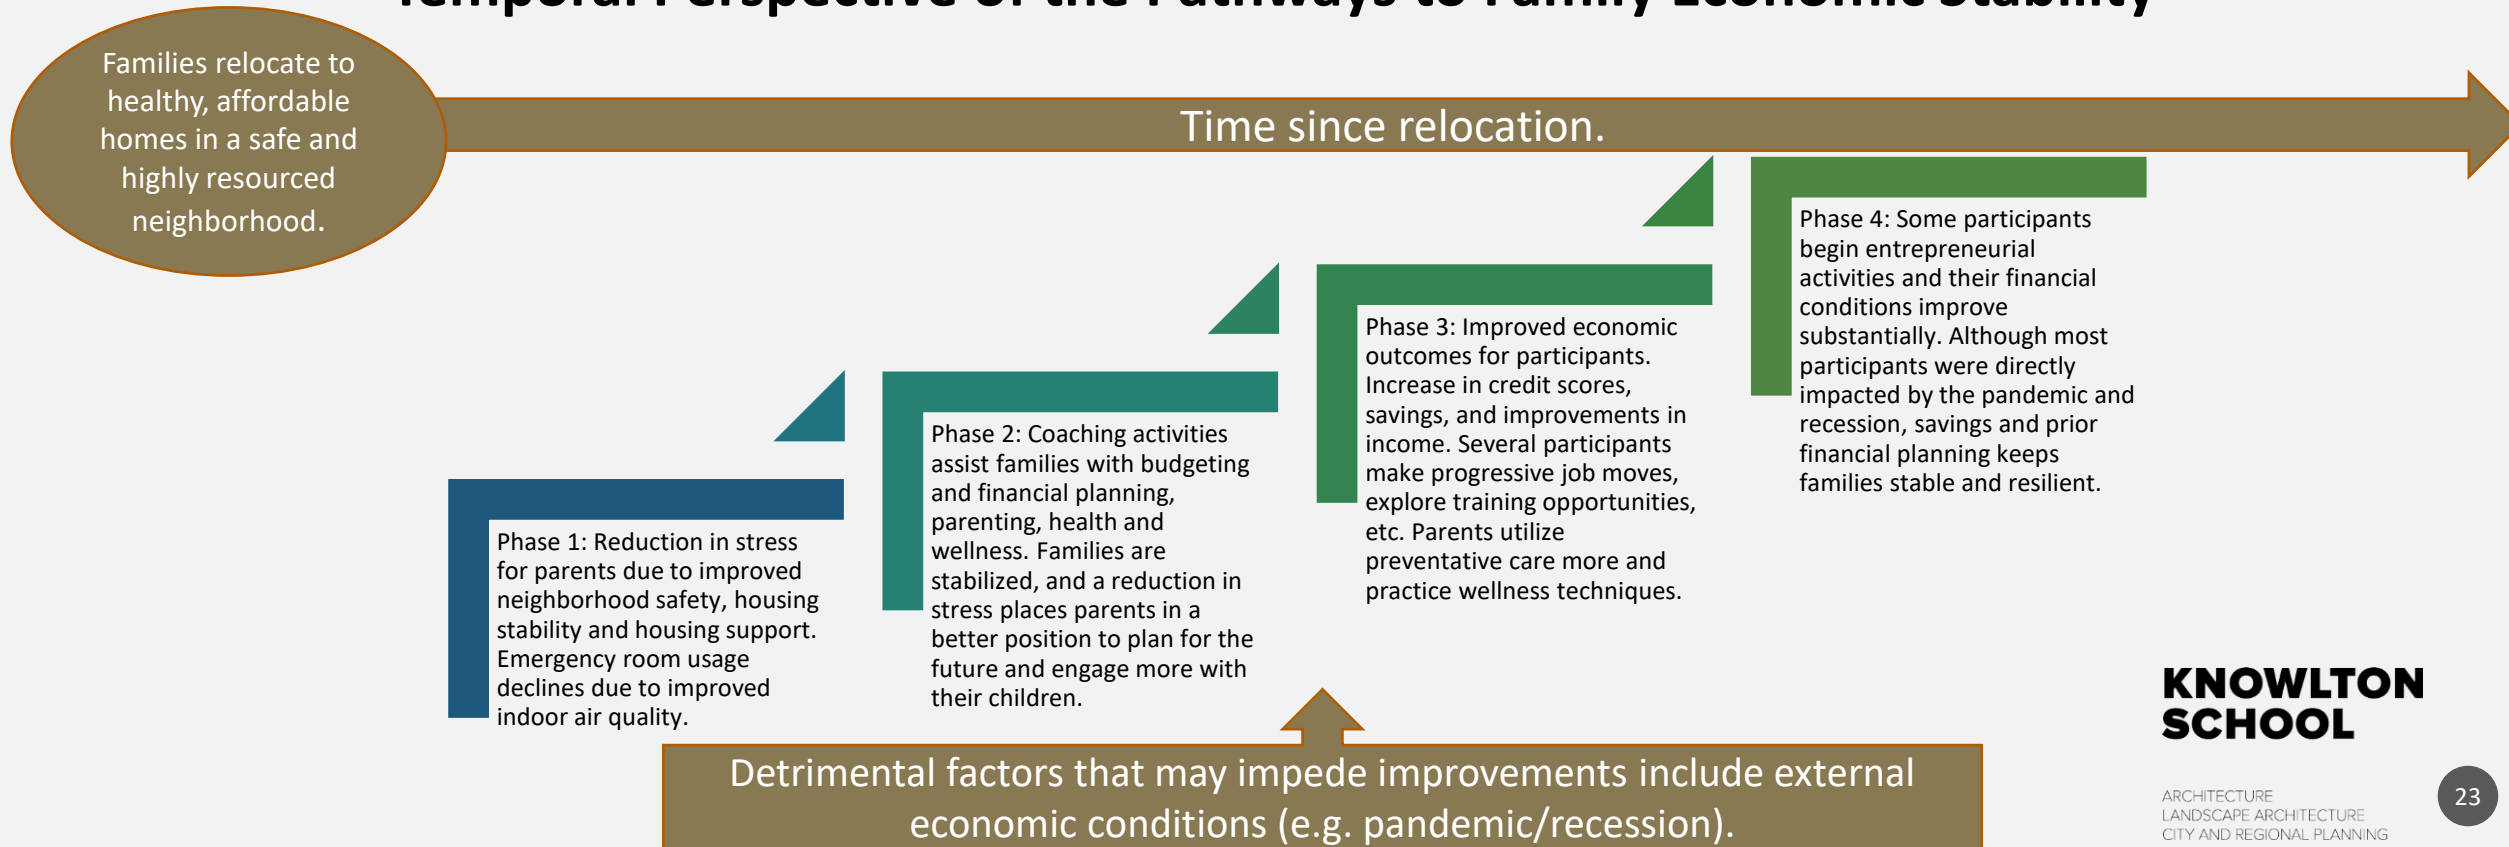 Temporal Perspective of the Pathways to Family Economic Stability
Families relocate to
healthy, affordable
homes in a safe and
highly resourced
neighborhood.
Time since relocation.
Phase 1: Reduction in stress
for parents due to improved
neighborhood safety, housing
stability and housing support.
Emergency room usage
declines due to improved
indoor air quality.
Phase 2: Coaching activities
assist families with budgeting
and financial planning,
parenting, health and
wellness. Families are
stabilized, and a reduction in
stress places parents in a
better position to plan for the
future and engage more with
their children.
Phase 3: Improved economic
outcomes for participants.
Increase in credit scores,
savings, and improvements in
income. Several participants
make progressive job moves,
explore training opportunities,
etc. Parents utilize
preventative care more and
practice wellness techniques.
Phase 4: Some participants
begin entrepreneurial
activities and their financial
conditions improve
substantially. Although most
participants were directly
impacted by the pandemic and
recession, savings and prior
financial planning keeps
families stable and resilient.
Detrimental factors that may impede improvements include external
economic conditions (e.g. pandemic/recession).
KNOWLTON
SCHOOL
ARCHITECTURE
LANDSCAPE ARCHITECTURE
CITY AND REGIONAL PLANNING
23